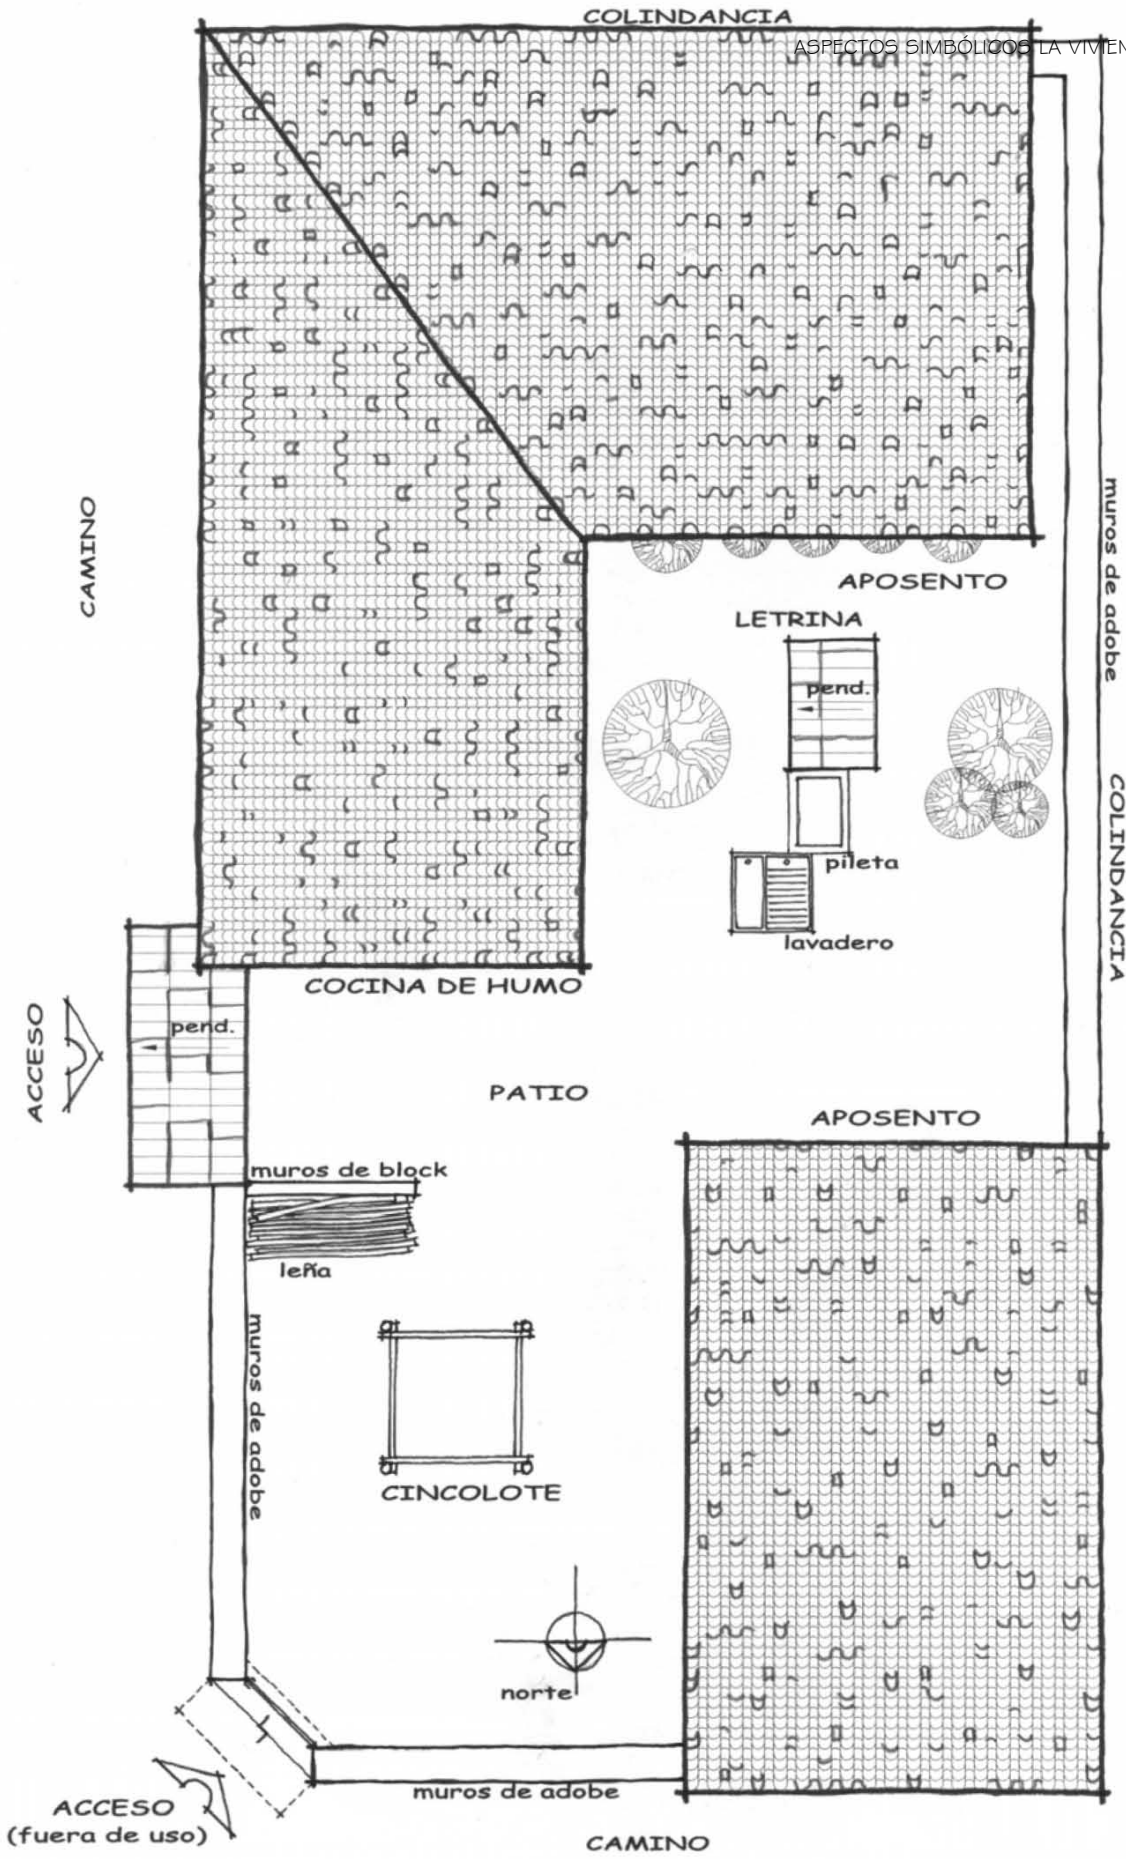 COLINDANCIA
ASPECTOS SIMBÓLICOS LA VIVIEN
CAMINO
muros de adobe
APOSENTO
LETRINA
pend.
COLINDANCIA
pileta
lavadero
COCINA DE HUMO
ACCESO
pend.
PATIO
APOSENTO
muros de block
leña
muros de adobe
CINCOLOTE
norte
muros de adobe
ACCESO
(fuera de uso)
CAMINO